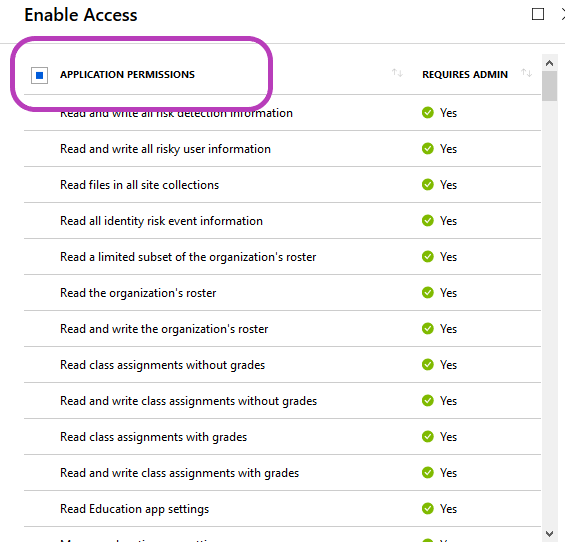 Enable Access
APPLICATION PERMISSIONS REQUIRES ADMIN
Read and write all risk detection information Yes
Read and write all risky user information Yes
Read files in all site collections Yes
Read all identity risk event information Yes
Read a limited subset of the organization's roster Yes
Read the organization's roster Yes
Read and write the organization's roster Yes
Read class assignments without grades Yes
Read and write class assignments without grades Yes
Read class assignments with grades Yes
Read and write class assignments with grades Yes
Read Education app settings Yes